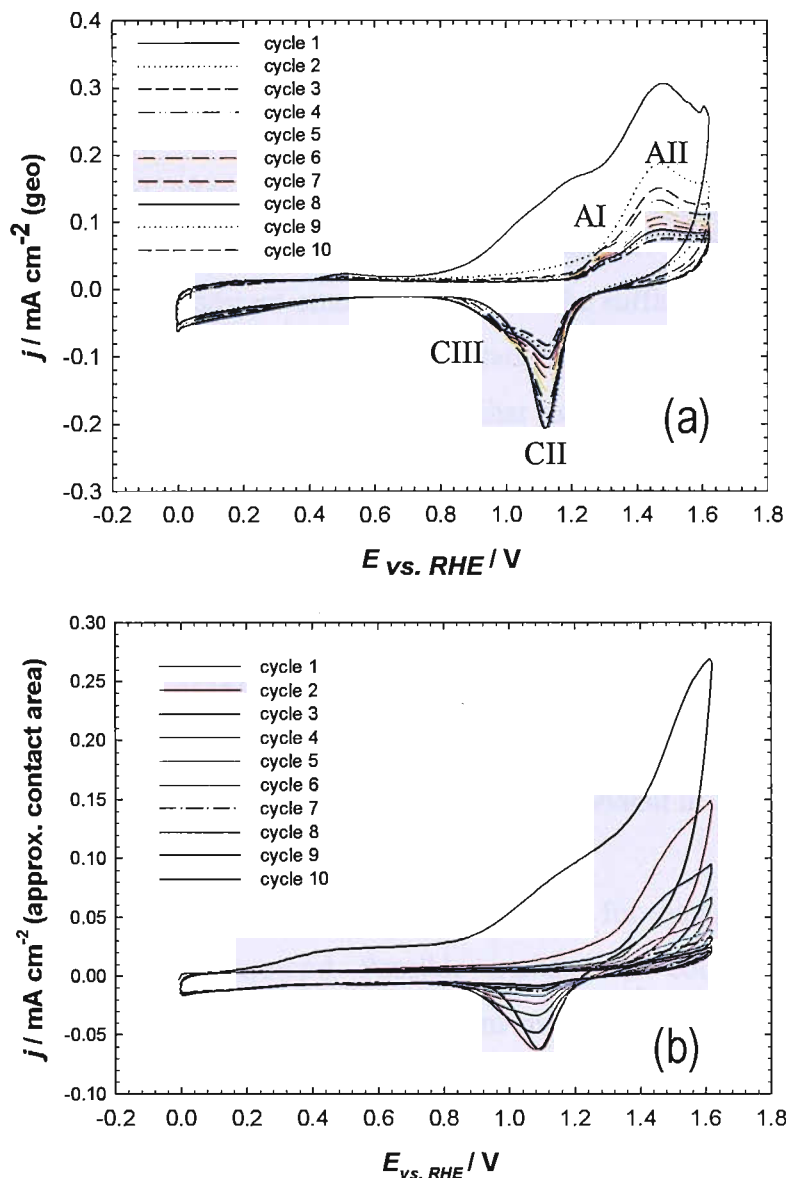 0.4
0.3
0.2
0.1
0.0
-0.1
-0.2
-0.3
j / mA cm-2 (geo)
cycle 1
cycle 2
cycle 3
cycle 4
cycle 5
cycle 6
cycle 7
cycle 8
cycle 9
cycle 10
AII
AI
CIII
CII
(a)
-0.2 0.0 0.2 0.4 0.6 0.8 1.0 1.2 1.4 1.6 1.8
E vs. RHE / V
0.30
0.25
0.20
0.15
0.10
0.05
0.00
-0.05
-0.10
j / mA cm-2 (approx. contact area)
cycle 1
cycle 2
cycle 3
cycle 4
cycle 5
cycle 6
cycle 7
cycle 8
cycle 9
cycle 10
(b)
-0.2 0.0 0.2 0.4 0.6 0.8 1.0 1.2 1.4 1.6 1.8
E vs. RHE / V